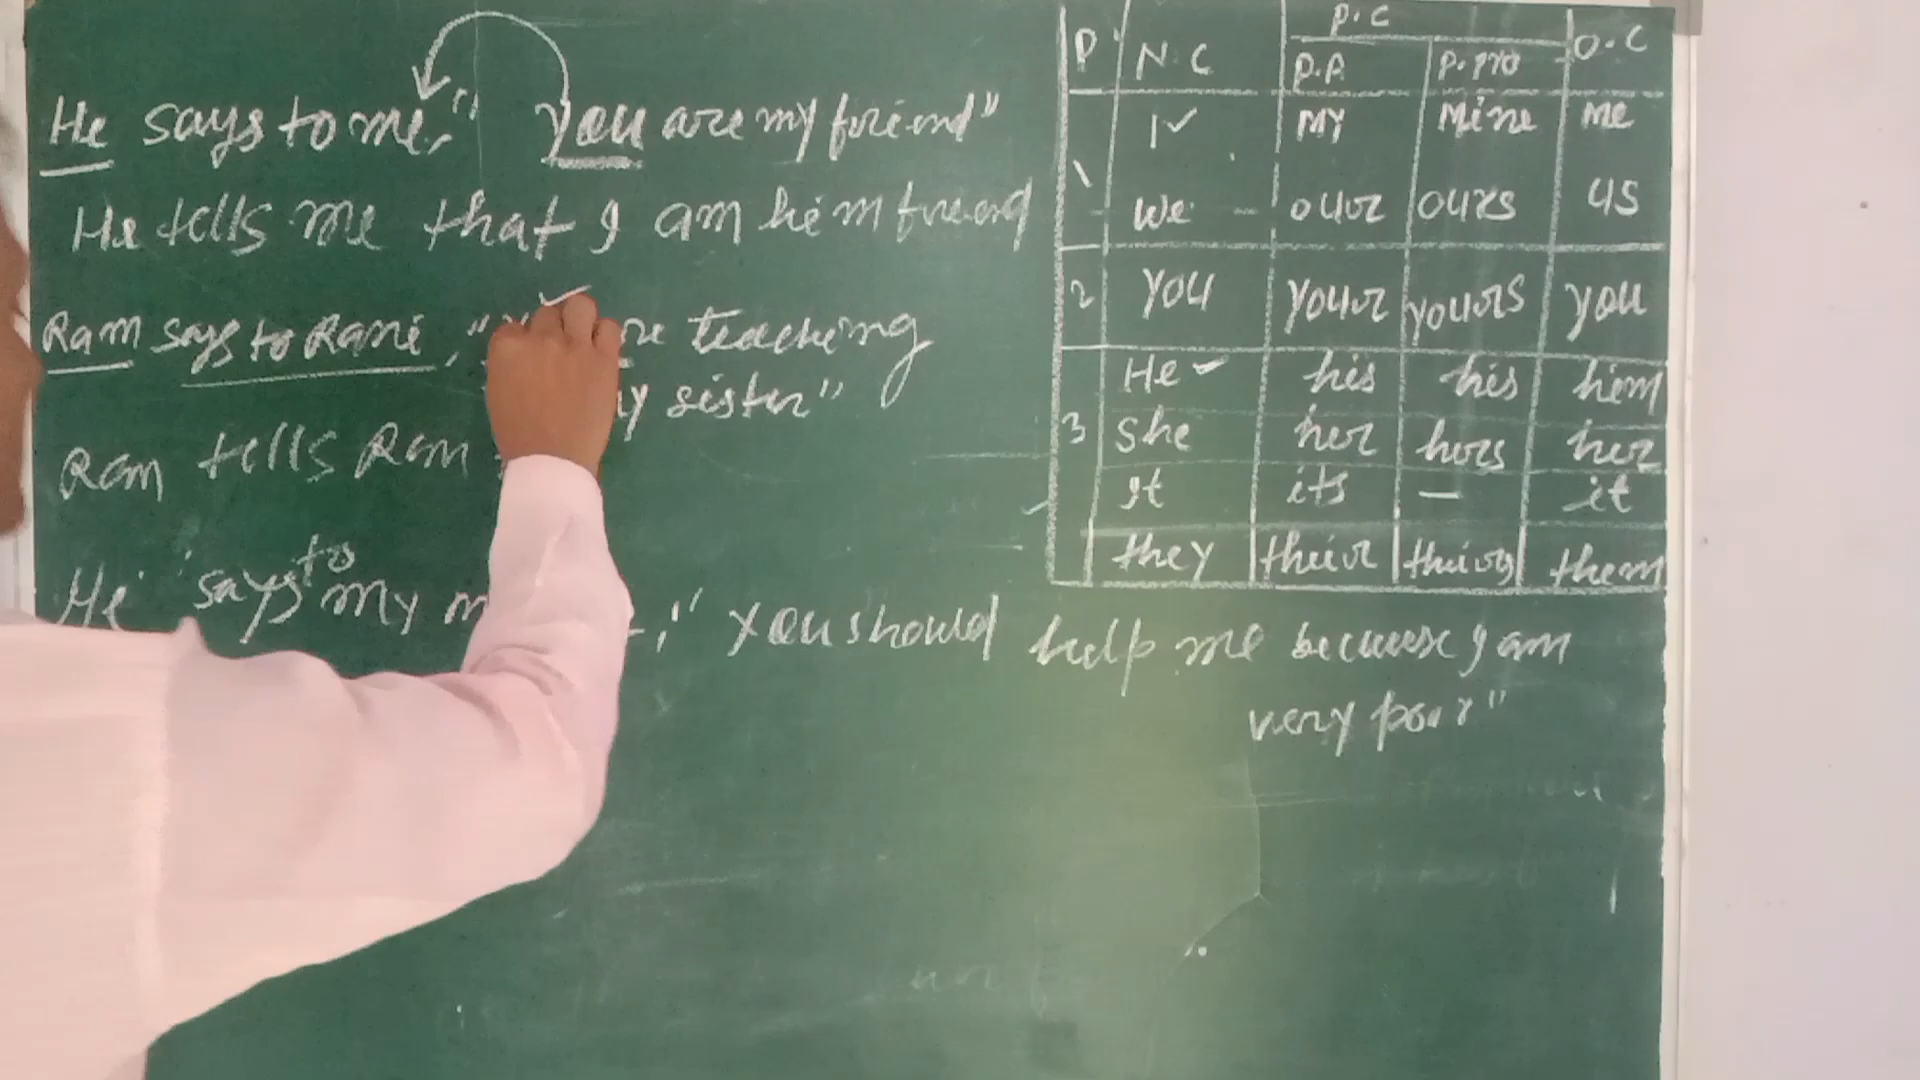 He says to me, " You are my friend"
He tells me that I am him friend
Ram says to Rani, " teaching
sister"
Ram tells Ram
He says to my
" You should help me because I am
very poor"
P N.C P.C O.C
P.A P.Pro
1 I ✓ MY Mine me
we our ours us
2 YOU Your yours you
3 He ✓ his his him
She her hers her
It its — it
they their theirs them